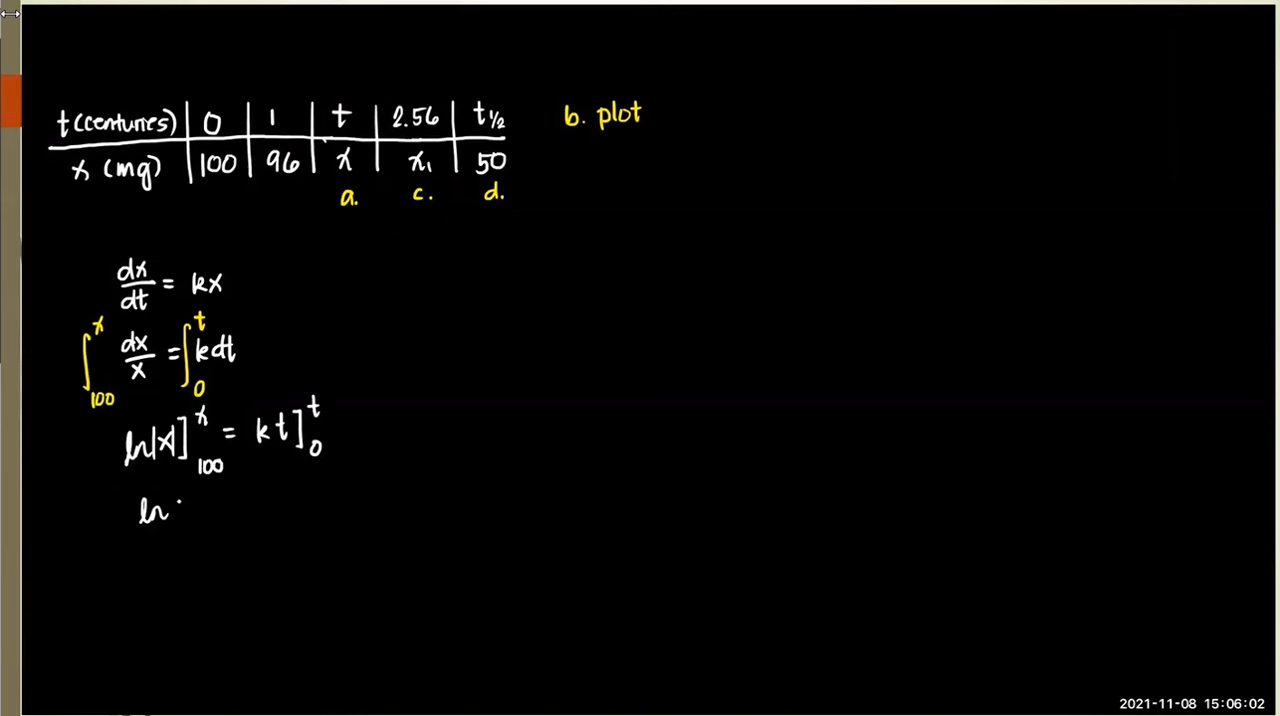 t (centuries) 0 1 t 2.56 t½ b. plot
x (mg) 100 96 x x₁ 50
a. c. d.
dx/dt = kx
∫₁₀₀ˣ dx/x = ∫₀ᵗ kdt
ln|x|]₁₀₀ˣ = kt]₀ᵗ
ln
2021-11-08 15:06:02